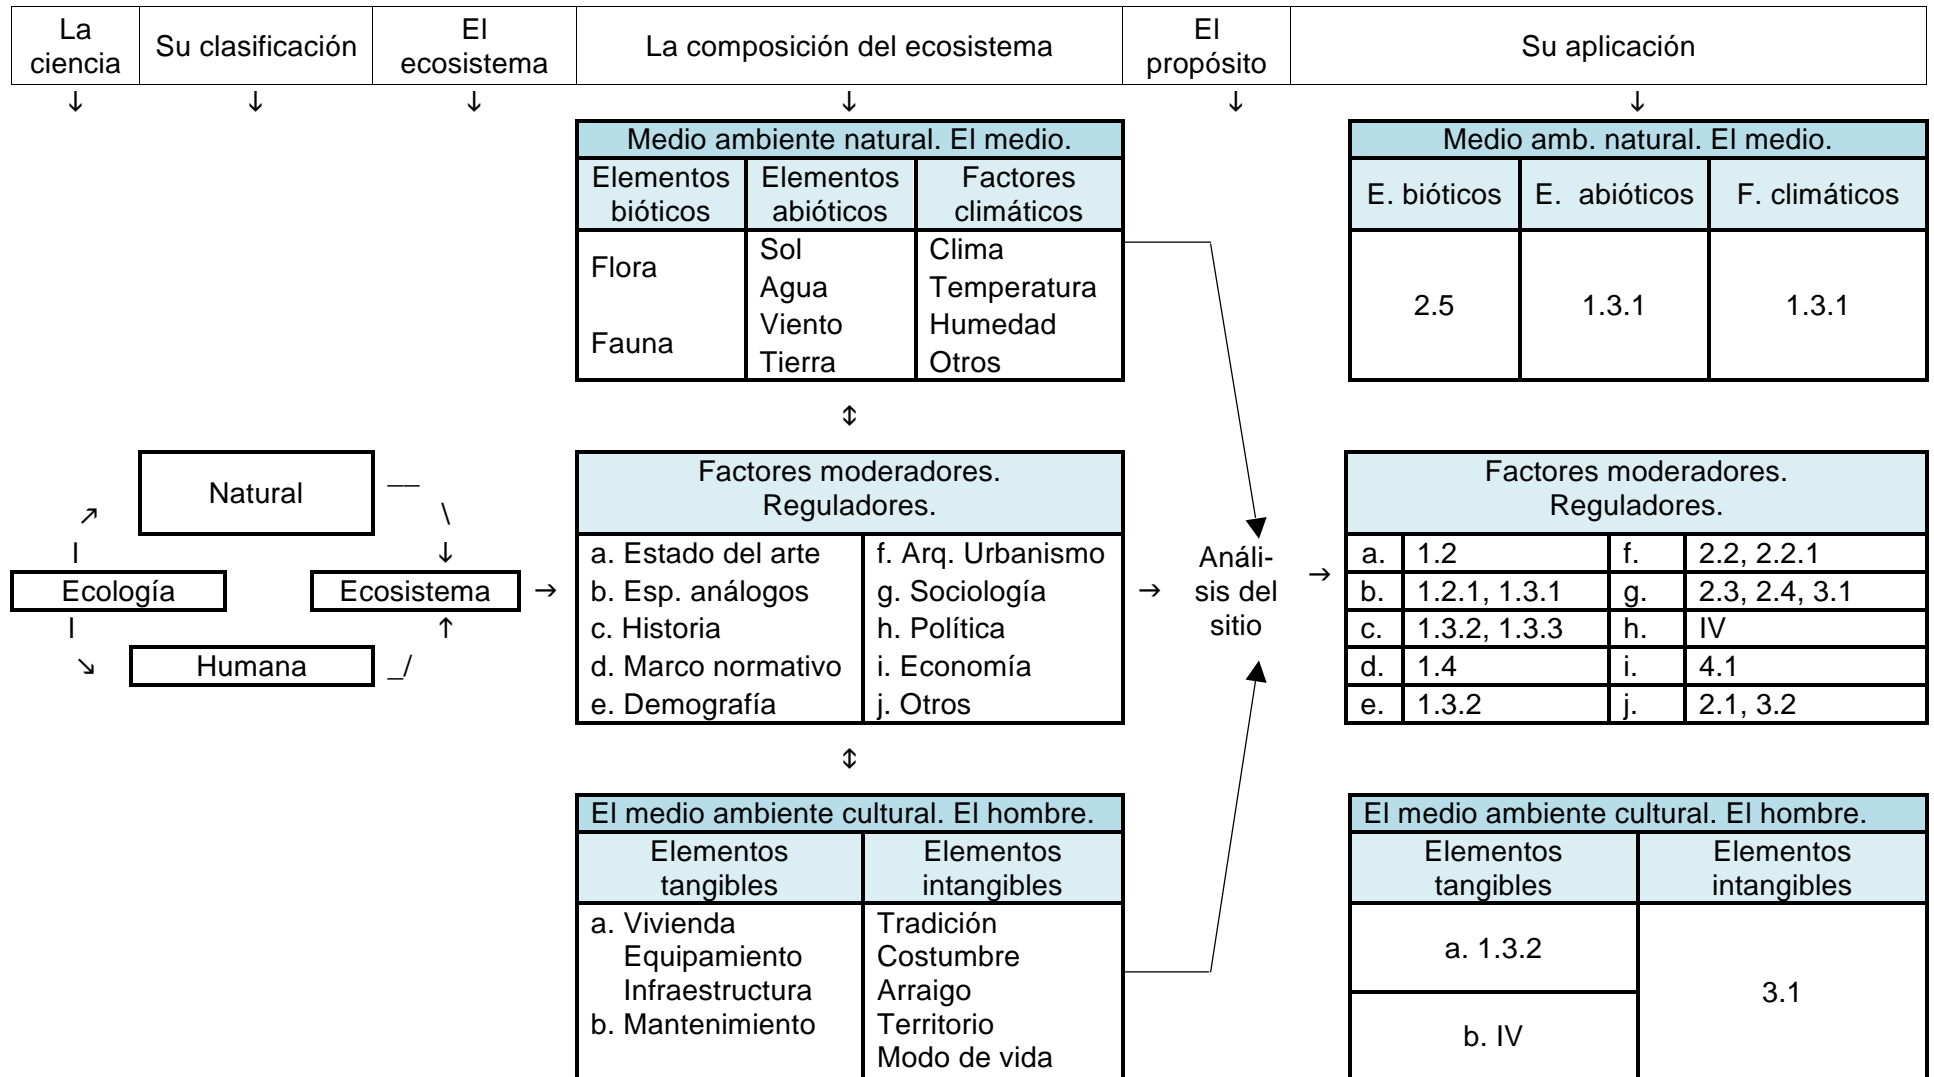 La ciencia
Su clasificación
El ecosistema
La composición del ecosistema
El propósito
Su aplicación
↓ ↓ ↓ ↓ ↓ ↓
Medio ambiente natural. El medio.
Elementos bióticos
Elementos abióticos
Factores climáticos
Flora
Fauna
Sol
Agua
Viento
Tierra
Clima
Temperatura
Humedad
Otros
Medio amb. natural. El medio.
E. bióticos
E. abióticos
F. climáticos
2.5
1.3.1
1.3.1
↕
Natural
Ecología
Humana
Ecosistema
→
Factores moderadores.
Reguladores.
a. Estado del arte
b. Esp. análogos
c. Historia
d. Marco normativo
e. Demografía
f. Arq. Urbanismo
g. Sociología
h. Política
i. Economía
j. Otros
→
Análi-
sis del
sitio
→
Factores moderadores.
Reguladores.
a. 1.2 f. 2.2, 2.2.1
b. 1.2.1, 1.3.1 g. 2.3, 2.4, 3.1
c. 1.3.2, 1.3.3 h. IV
d. 1.4 i. 4.1
e. 1.3.2 j. 2.1, 3.2
↕
El medio ambiente cultural. El hombre.
Elementos
tangibles
Elementos
intangibles
a. Vivienda
Equipamiento
Infraestructura
b. Mantenimiento
Tradición
Costumbre
Arraigo
Territorio
Modo de vida
El medio ambiente cultural. El hombre.
Elementos
tangibles
Elementos
intangibles
a. 1.3.2
b. IV
3.1